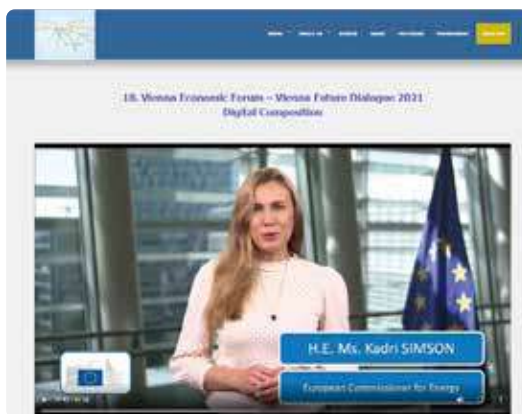 18. Vienna Economic Forum – Vienna Future Dialogue 2021
Digital Composition
H.E. Ms. Kadri SIMSON
European Commissioner for Energy